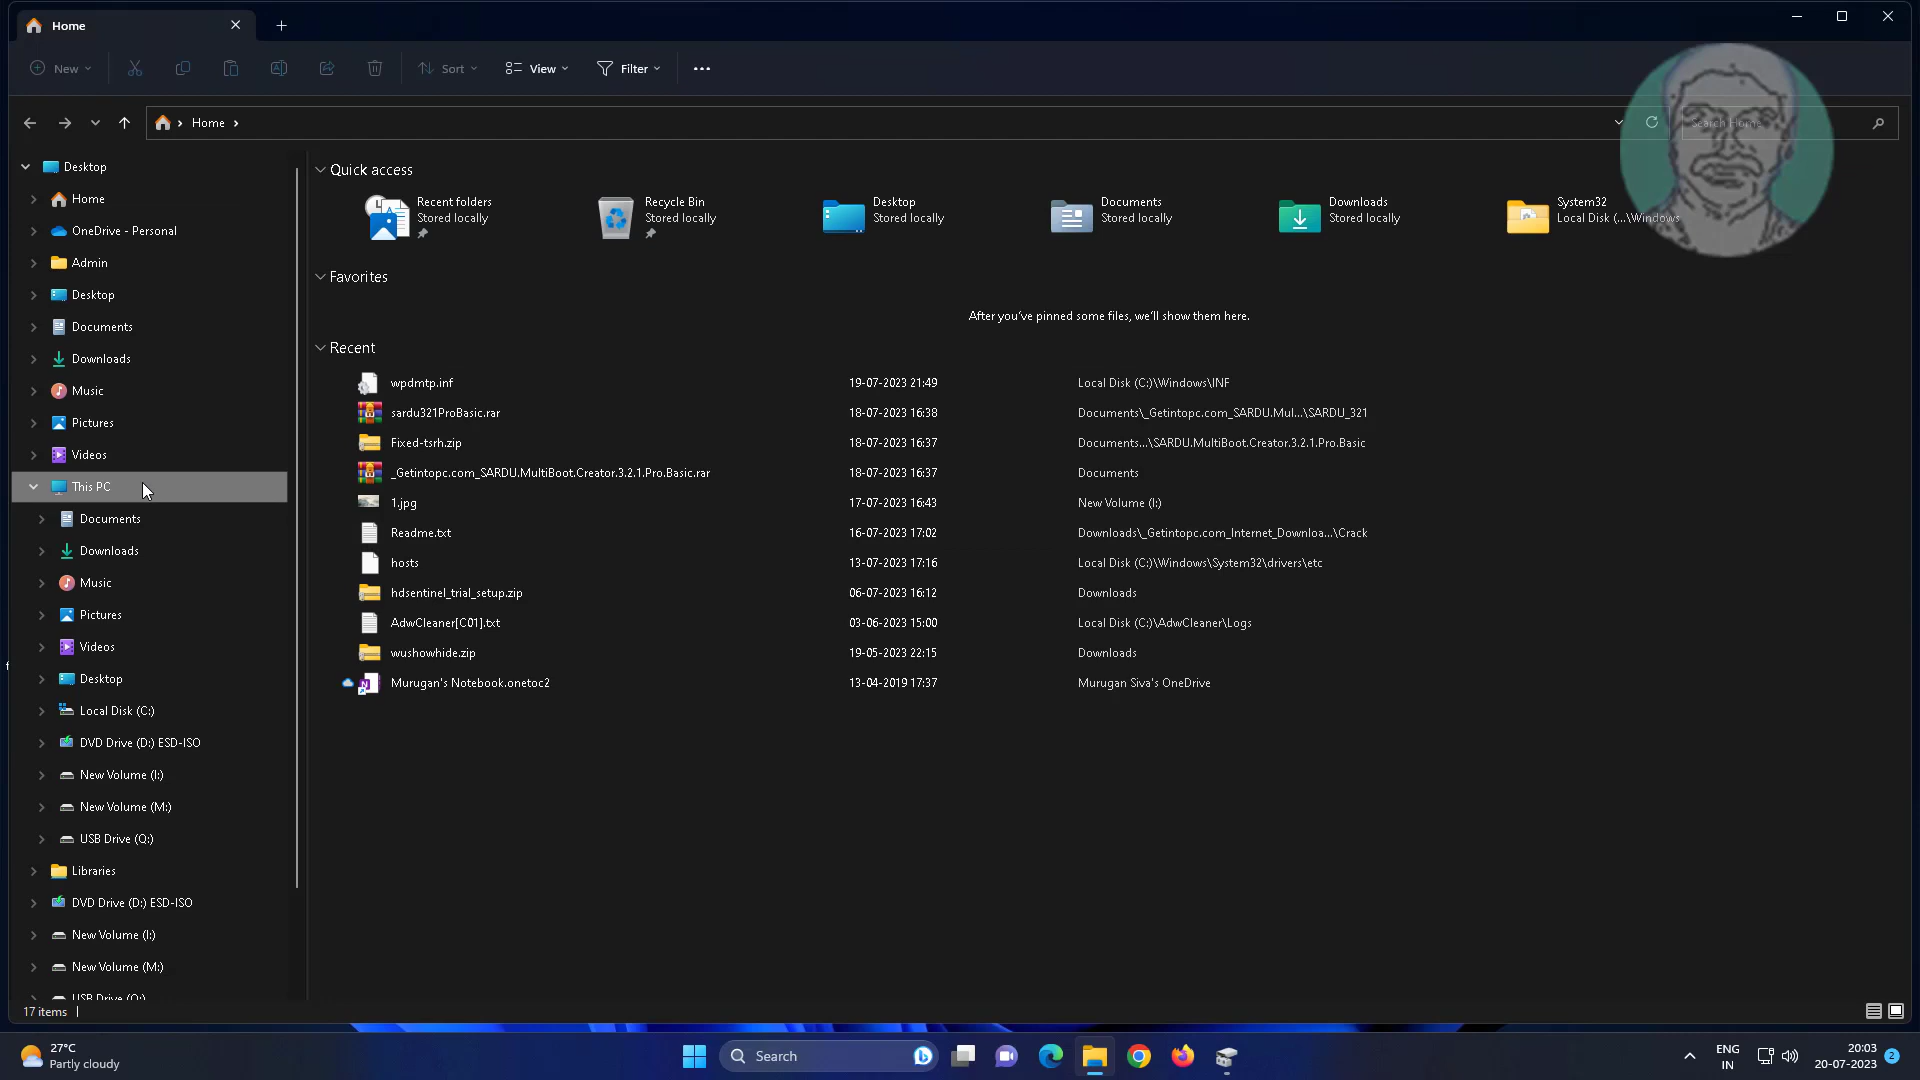 Home
New
Sort
View
Filter
Home
Search Home
Desktop
Home
OneDrive - Personal
Admin
Desktop
Documents
Downloads
Music
Pictures
Videos
This PC
Documents
Downloads
Music
Pictures
Videos
Desktop
Local Disk (C:)
DVD Drive (D:) ESD-ISO
New Volume (I:)
New Volume (M:)
USB Drive (Q:)
Libraries
DVD Drive (D:) ESD-ISO
New Volume (I:)
New Volume (M:)
USB Drive (Q:)
17 items
Quick access
Recent folders
Stored locally
Recycle Bin
Stored locally
Desktop
Stored locally
Documents
Stored locally
Downloads
Stored locally
System32
Local Disk (...\Windows
Favorites
After you've pinned some files, we'll show them here.
Recent
wpdmtp.inf 19-07-2023 21:49 Local Disk (C:)\Windows\INF
sardu321ProBasic.rar 18-07-2023 16:38 Documents\_Getintopc.com_SARDU.Mul...\SARDU_321
Fixed-tsrh.zip 18-07-2023 16:37 Documents...\SARDU.MultiBoot.Creator.3.2.1.Pro.Basic
_Getintopc.com_SARDU.MultiBoot.Creator.3.2.1.Pro.Basic.rar 18-07-2023 16:37 Documents
1.jpg 17-07-2023 16:43 New Volume (I:)
Readme.txt 16-07-2023 17:02 Downloads\_Getintopc.com_Internet_Downloa...\Crack
hosts 13-07-2023 17:16 Local Disk (C:)\Windows\System32\drivers\etc
hdsentinel_trial_setup.zip 06-07-2023 16:12 Downloads
AdwCleaner[C01].txt 03-06-2023 15:00 Local Disk (C:)\AdwCleaner\Logs
wushowhide.zip 19-05-2023 22:15 Downloads
Murugan's Notebook.onetoc2 13-04-2019 17:37 Murugan Siva's OneDrive
27°C
Partly cloudy
Search
ENG
IN
20:03
20-07-2023
2